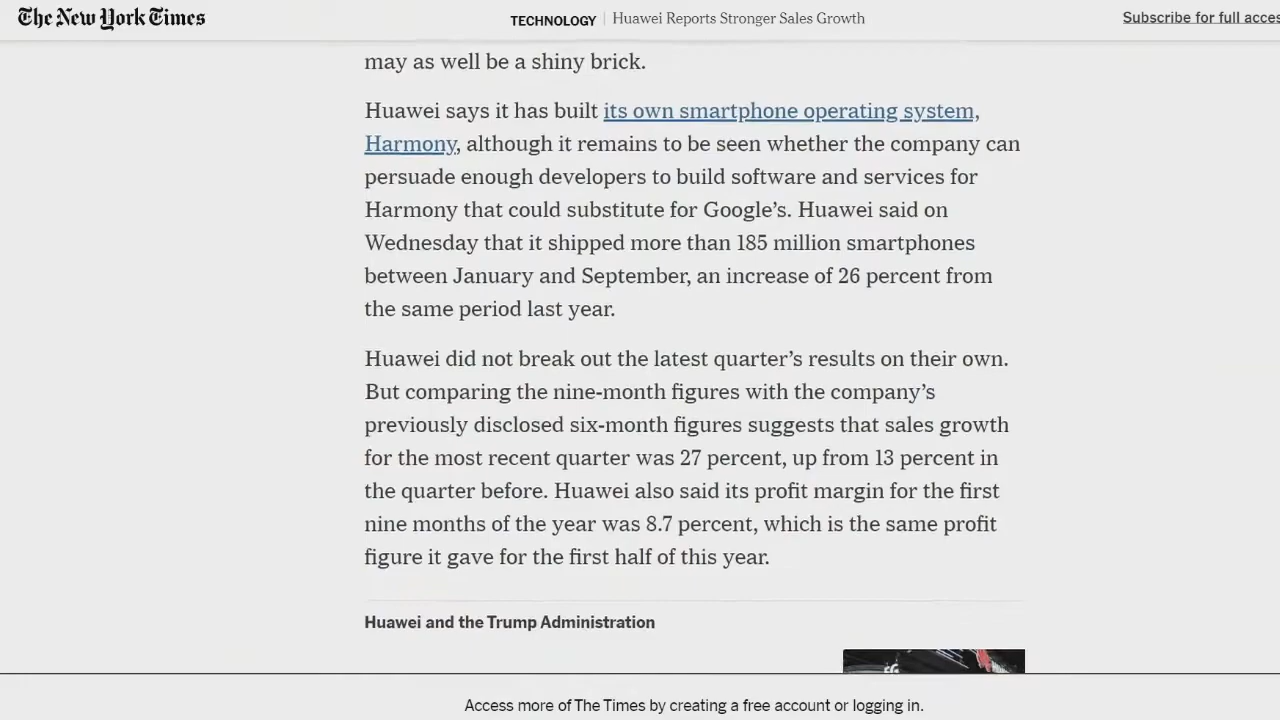 The New York Times
TECHNOLOGY | Huawei Reports Stronger Sales Growth
Subscribe for full acces
may as well be a shiny brick.
Huawei says it has built its own smartphone operating system,
Harmony, although it remains to be seen whether the company can
persuade enough developers to build software and services for
Harmony that could substitute for Google’s. Huawei said on
Wednesday that it shipped more than 185 million smartphones
between January and September, an increase of 26 percent from
the same period last year.
Huawei did not break out the latest quarter’s results on their own.
But comparing the nine-month figures with the company’s
previously disclosed six-month figures suggests that sales growth
for the most recent quarter was 27 percent, up from 13 percent in
the quarter before. Huawei also said its profit margin for the first
nine months of the year was 8.7 percent, which is the same profit
figure it gave for the first half of this year.
Huawei and the Trump Administration
Access more of The Times by creating a free account or logging in.